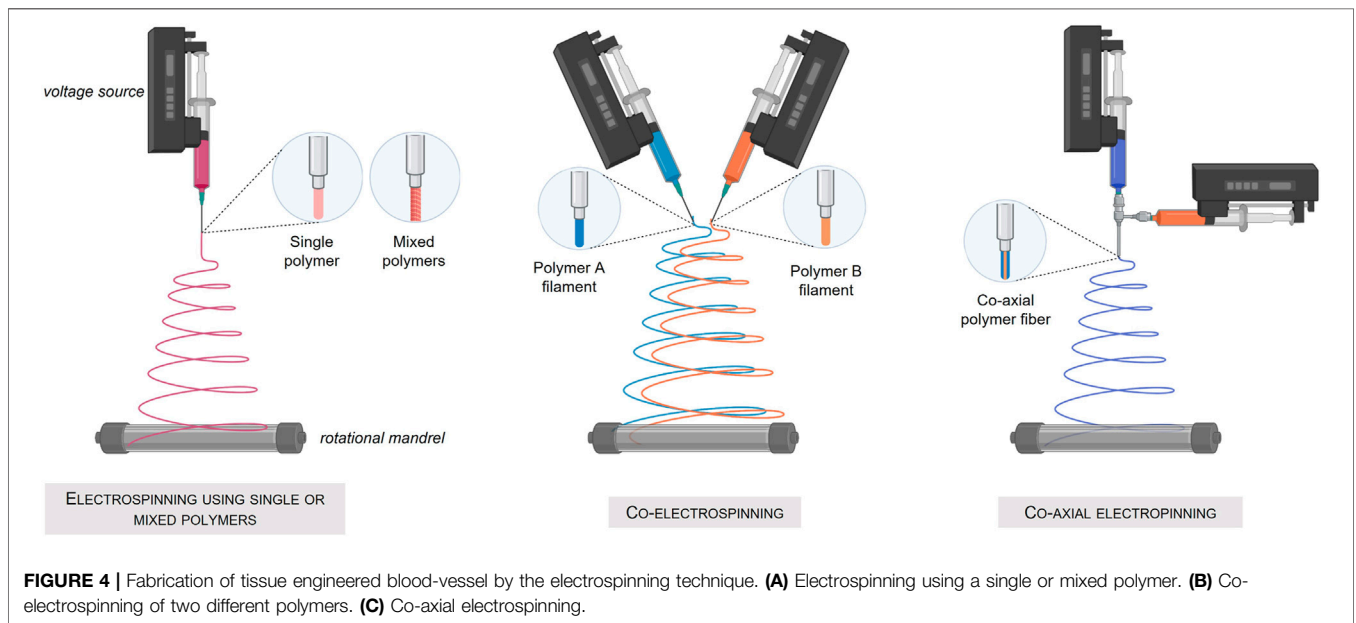 voltage source
Single
polymer
Mixed
polymers
rotational mandrel
ELECTROSPINNING USING SINGLE OR
MIXED POLYMERS
Polymer A
filament
Polymer B
filament
CO-ELECTROSPINNING
Co-axial
polymer fiber
CO-AXIAL ELECTROPINNING
FIGURE 4 | Fabrication of tissue engineered blood-vessel by the electrospinning technique. (A) Electrospinning using a single or mixed polymer. (B) Co-
electrospinning of two different polymers. (C) Co-axial electrospinning.